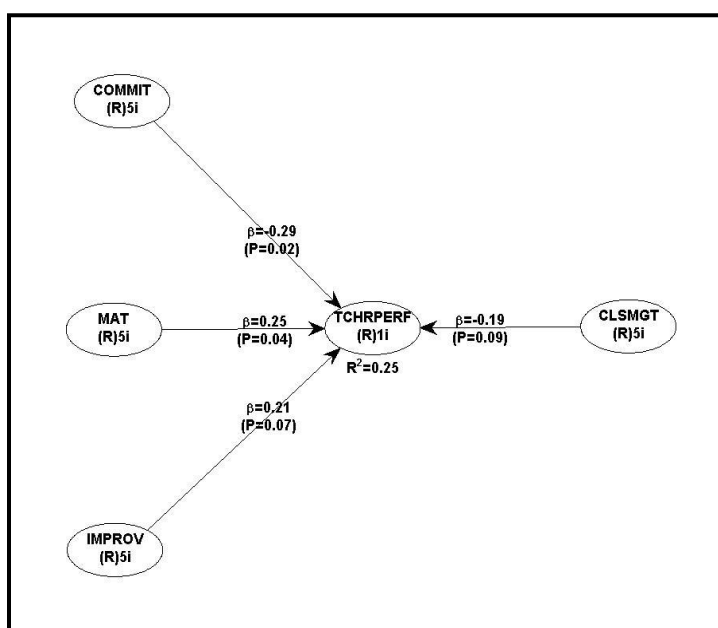 COMMIT
(R)5i
β=-0.29
(P=0.02)
MAT
(R)5i
β=0.25
(P=0.04)
TCHRPERF
(R)1i
R²=0.25
β=-0.19
(P=0.09)
CLSMGT
(R)5i
β=0.21
(P=0.07)
IMPROV
(R)5i